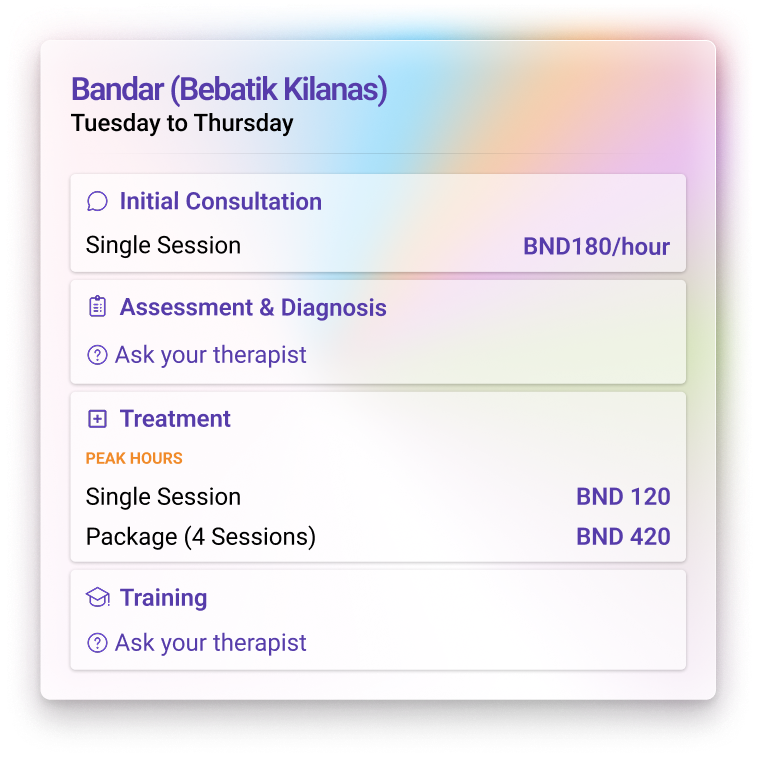 Bandar (Bebatik Kilanas)
Tuesday to Thursday
Initial Consultation
Single Session BND180/hour
Assessment & Diagnosis
Ask your therapist
Treatment
PEAK HOURS
Single Session BND 120
Package (4 Sessions) BND 420
Training
Ask your therapist